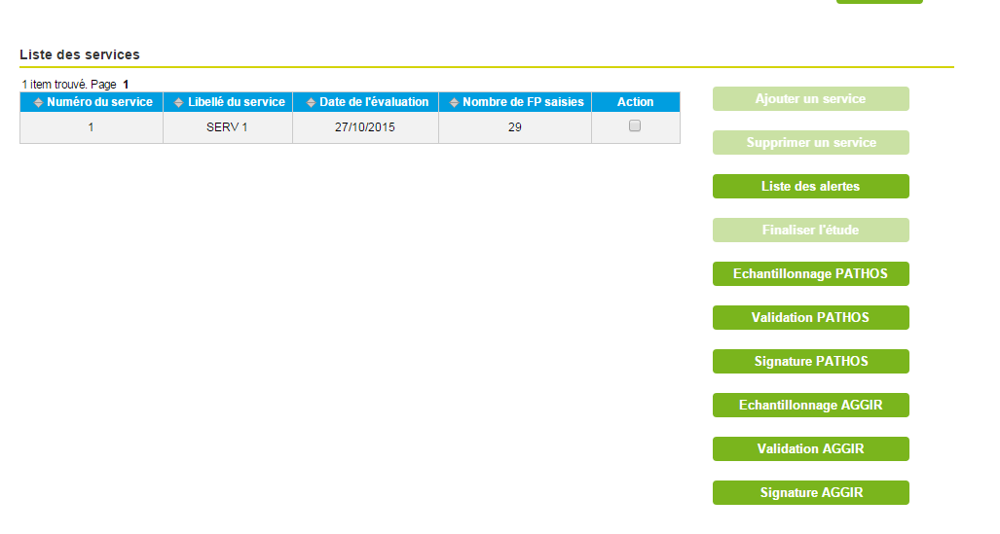 Liste des services
1 item trouvé. Page 1
Numéro du service Libellé du service Date de l'évaluation Nombre de FP saisies Action
1 SERV 1 27/10/2015 29
Ajouter un service
Supprimer un service
Liste des alertes
Finaliser l'étude
Echantillonnage PATHOS
Validation PATHOS
Signature PATHOS
Echantillonnage AGGIR
Validation AGGIR
Signature AGGIR